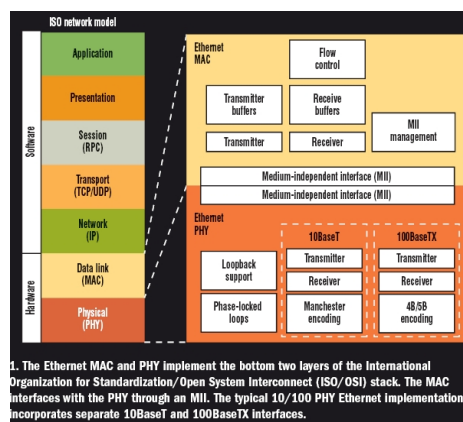 ISO network model
Software
Application
Presentation
Session
(RPC)
Transport
(TCP/UDP)
Network
(IP)
Hardware
Data link
(MAC)
Physical
(PHY)
Ethernet
MAC
Flow
control
Transmitter
buffers
Receive
buffers
MII
management
Transmitter
Receiver
Medium-independent interface (MII)
Medium-independent interface (MII)
Ethernet
PHY
Loopback
support
Phase-locked
loops
10BaseT
Transmitter
Receiver
Manchester
encoding
100BaseTX
Transmitter
Receiver
4B/5B
encoding
1. The Ethernet MAC and PHY implement the bottom two layers of the International
Organization for Standardization/Open System Interconnect (ISO/OSI) stack. The MAC
interfaces with the PHY through an MII. The typical 10/100 PHY Ethernet implementation
incorporates separate 10BaseT and 100BaseTX interfaces.